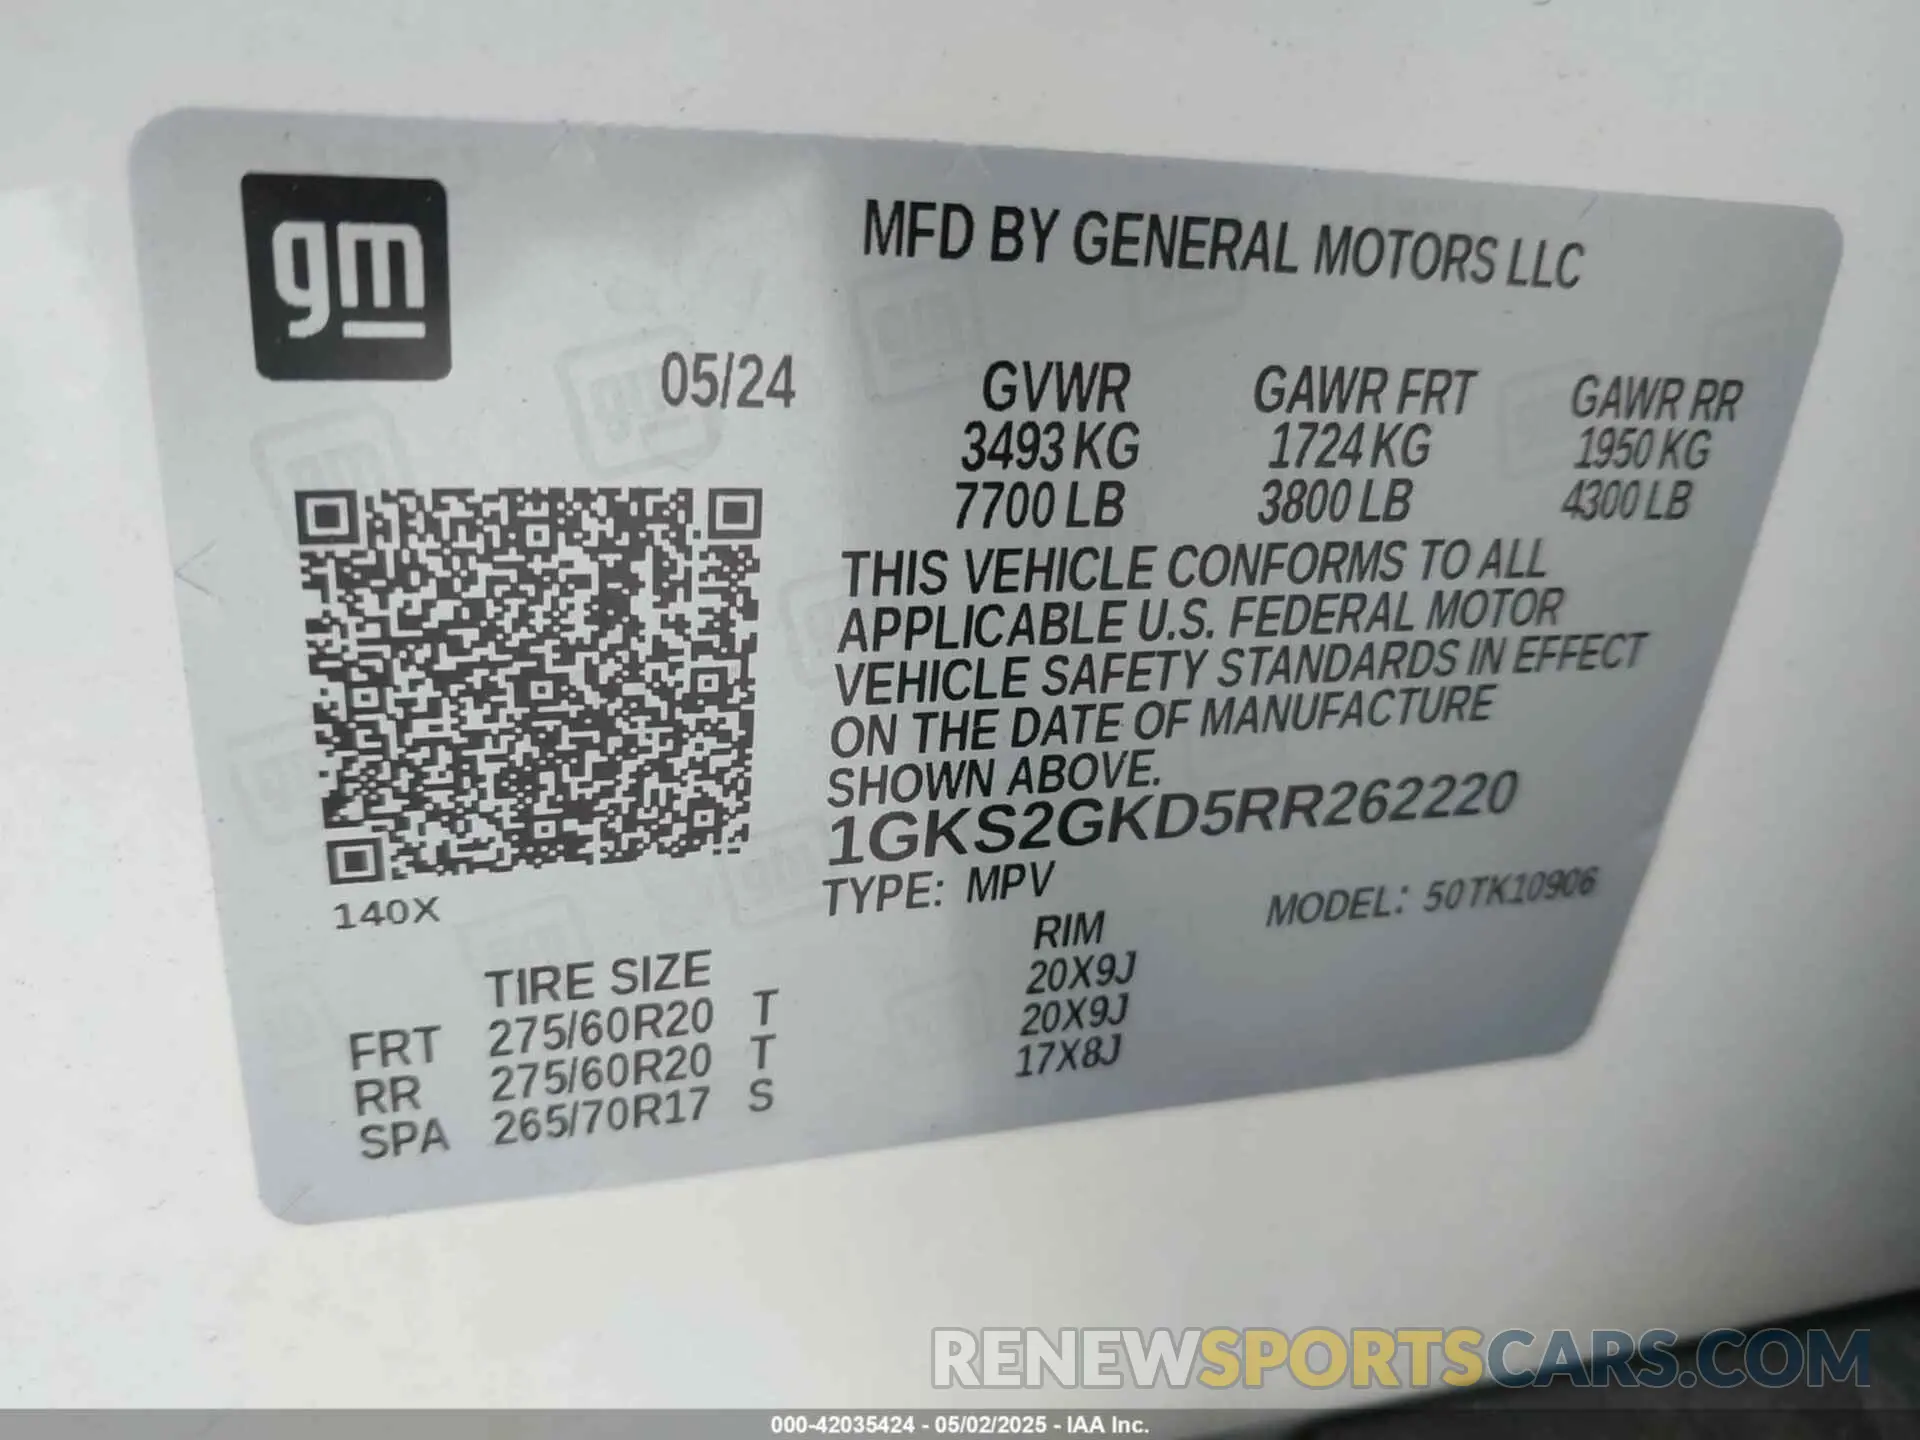 gm
MFD BY GENERAL MOTORS LLC
05/24
GVWR GAWR FRT GAWR RR
3493 KG 1724 KG 1950 KG
7700 LB 3800 LB 4300 LB
THIS VEHICLE CONFORMS TO ALL
APPLICABLE U.S. FEDERAL MOTOR
VEHICLE SAFETY STANDARDS IN EFFECT
ON THE DATE OF MANUFACTURE
SHOWN ABOVE.
1GKS2GKD5RR262220
TYPE: MPV MODEL: 50TK10906
140X
TIRE SIZE RIM
FRT 275/60R20 T 20X9J
RR 275/60R20 T 20X9J
SPA 265/70R17 S 17X8J
RENEWSPORTSCARS.COM
000-42035424 - 05/02/2025 - IAA Inc.